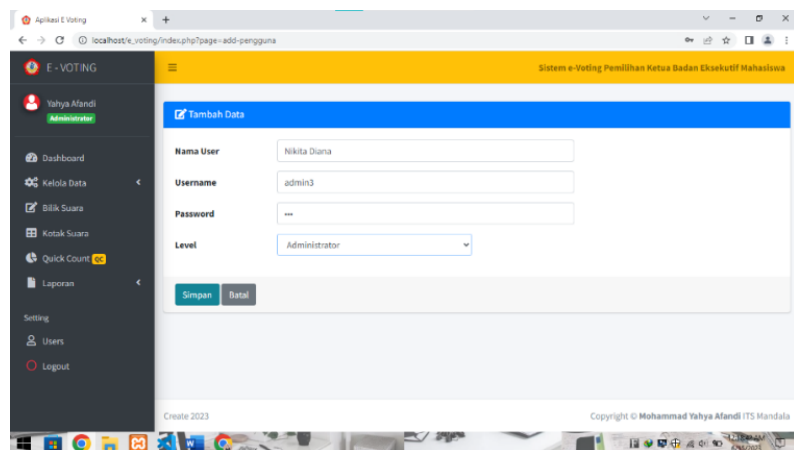 Aplikasi E Voting
localhost/e_voting/index.php?page=add-pengguna
E - VOTING
Sistem e-Voting Pemilihan Ketua Badan Eksekutif Mahasiswa
Yahya Afandi
Administrator
Tambah Data
Nama User
Nikita Diana
Username
admin3
Password
Level
Administrator
Simpan
Batal
Dashboard
Kelola Data
Bilik Suara
Kotak Suara
Quick Count QC
Laporan
Setting
Users
Logout
Create 2023
Copyright © Mohammad Yahya Afandi ITS Mandala